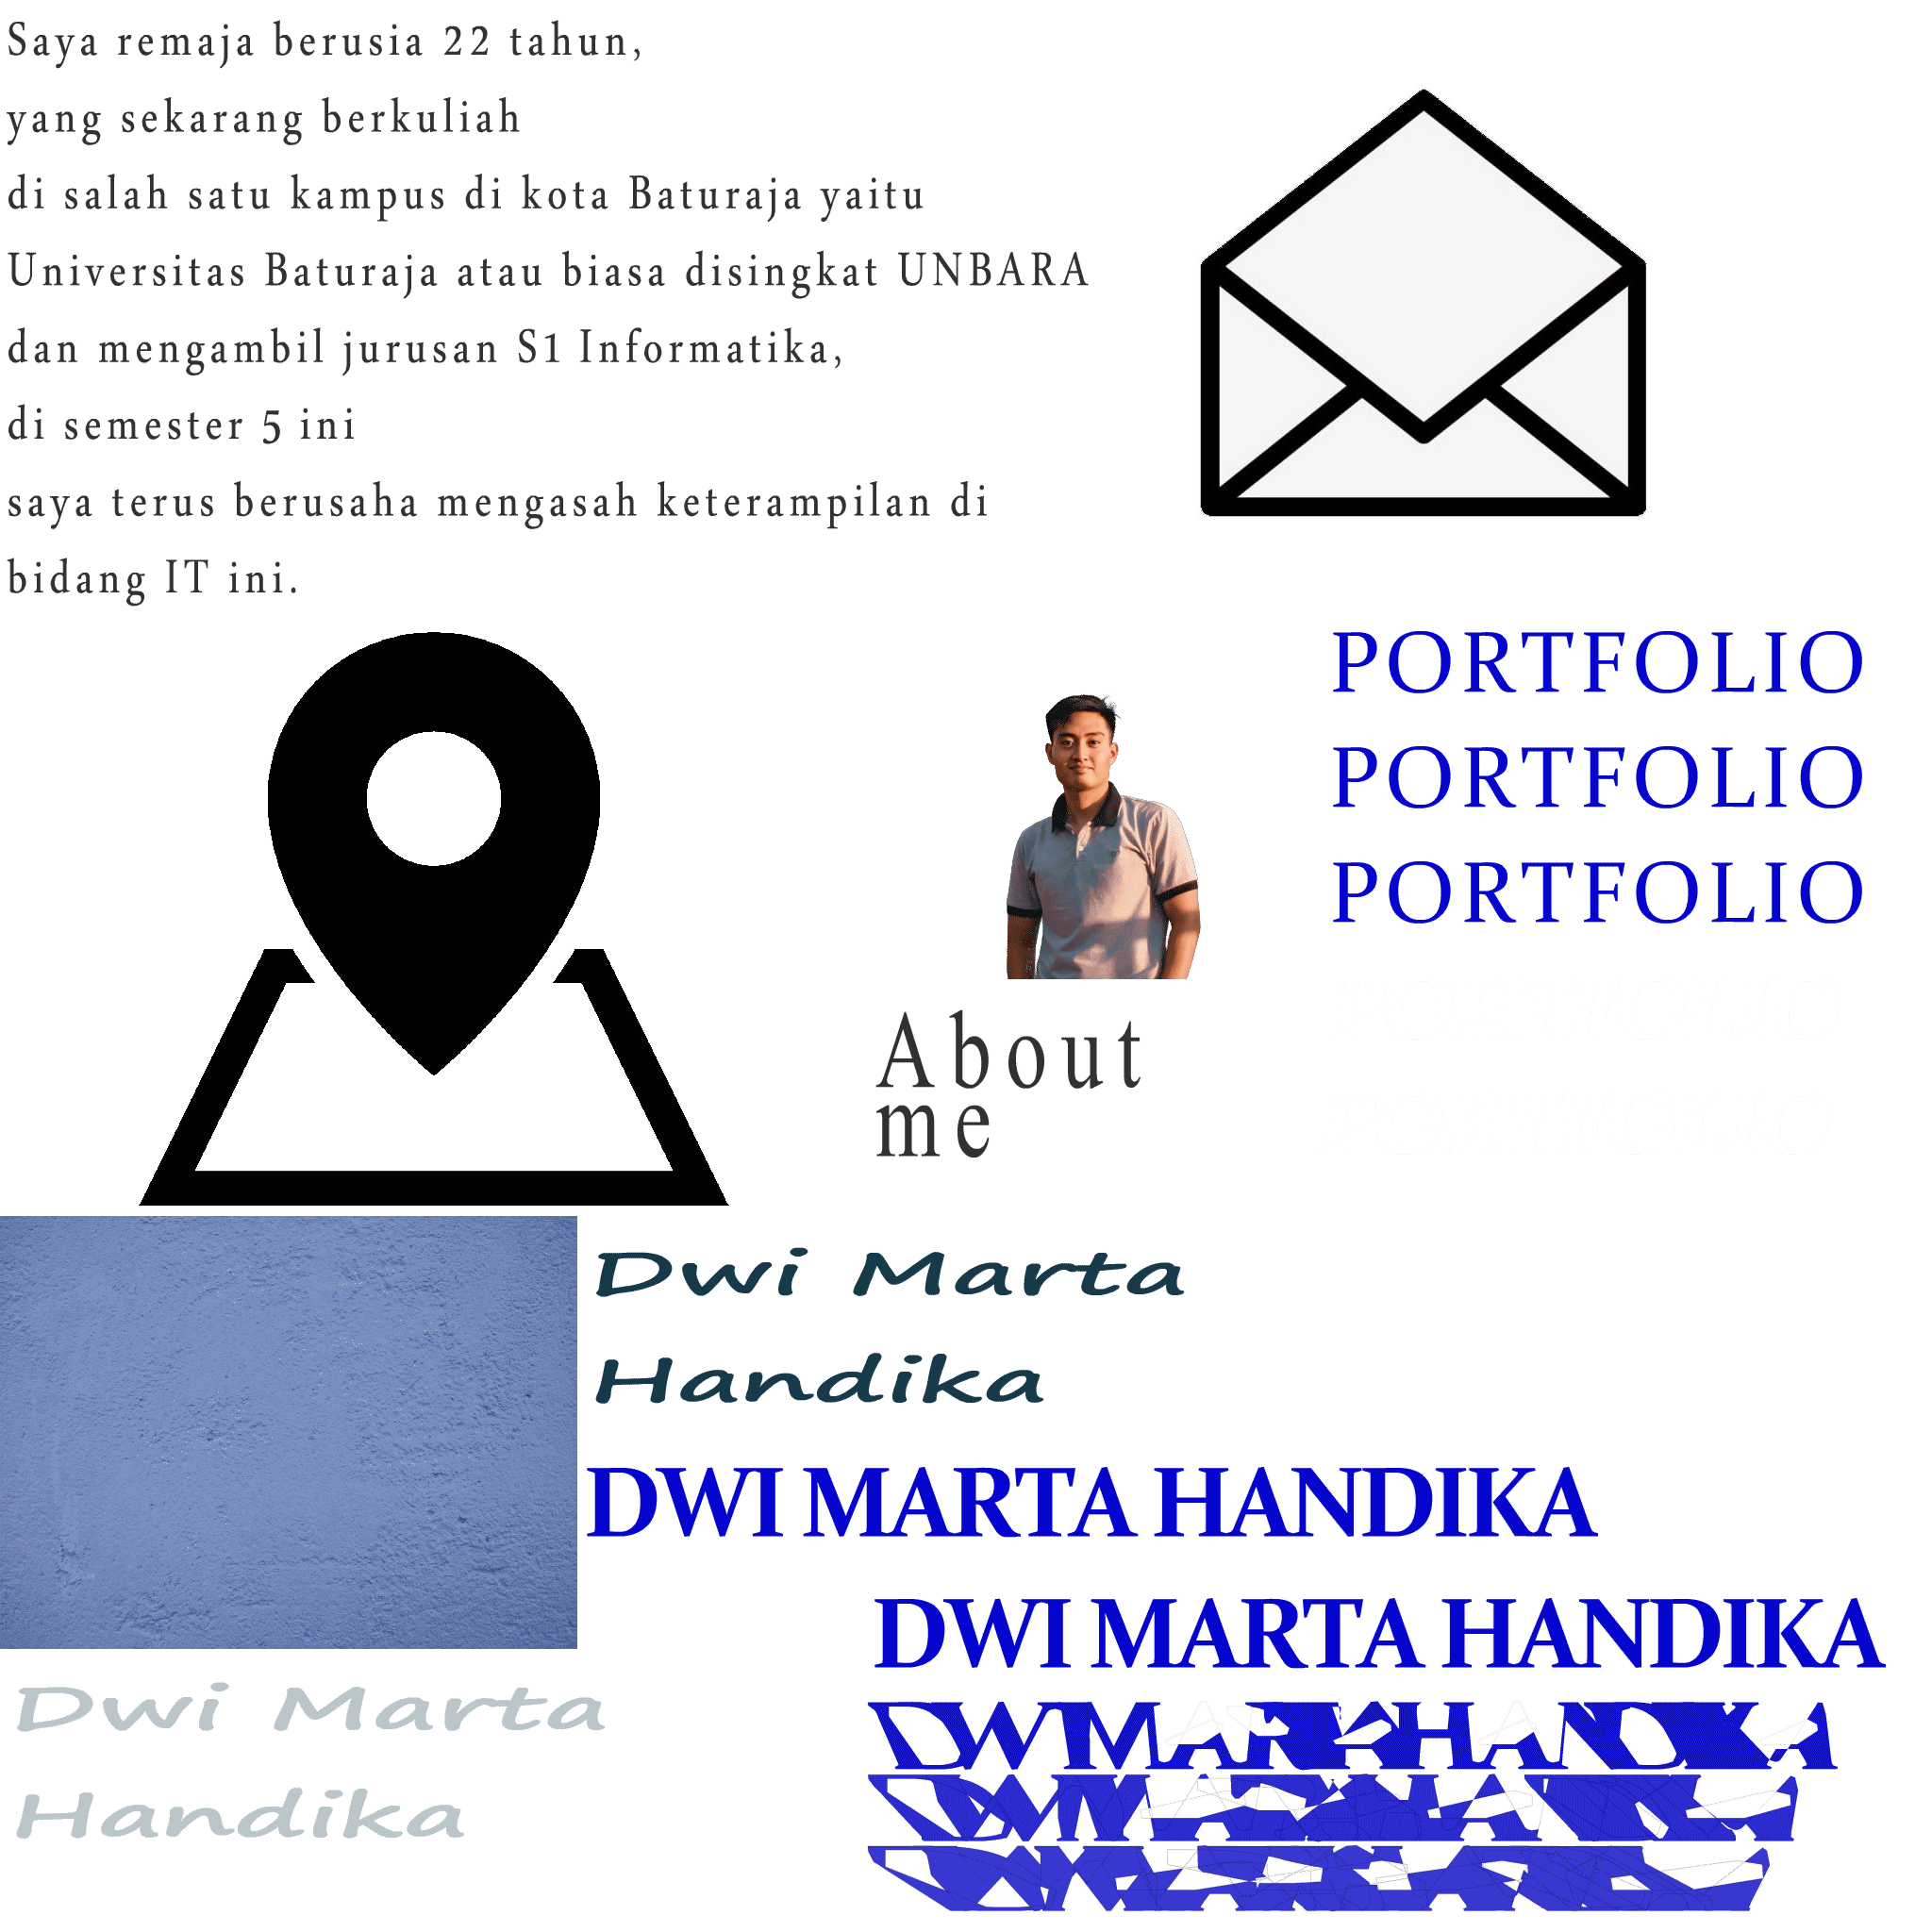 Saya remaja berusia 22 tahun,
yang sekarang berkuliah
di salah satu kampus di kota Baturaja yaitu
Universitas Baturaja atau biasa disingkat UNBARA
dan mengambil jurusan S1 Informatika,
di semester 5 ini
saya terus berusaha mengasah keterampilan di
bidang IT ini.
PORTFOLIO
PORTFOLIO
PORTFOLIO
About
me
Dwi Marta
Handika
DWI MARTA HANDIKA
DWI MARTA HANDIKA
Dwi Marta
Handika